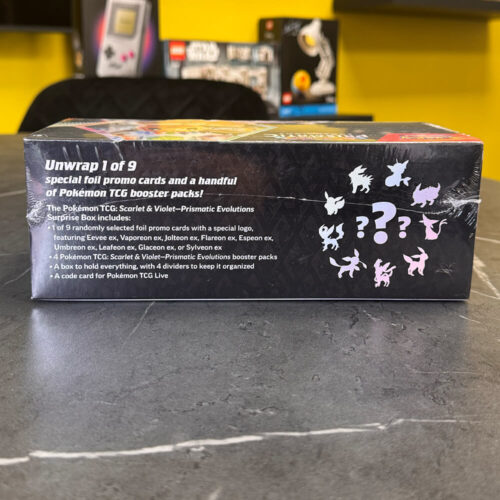 LEGO STAR WARS
Unwrap 1 of 9
special foil promo cards and a handful
of Pokémon TCG booster packs!
The Pokémon TCG: Scarlet & Violet—Prismatic Evolutions
Surprise Box includes:
• 1 of 9 randomly selected foil promo cards with a special logo,
featuring Eevee ex, Vaporeon ex, Jolteon ex, Flareon ex, Espeon ex,
Umbreon ex, Leafeon ex, Glaceon ex, or Sylveon ex
• 4 Pokémon TCG: Scarlet & Violet—Prismatic Evolutions booster packs
• A box to hold everything, with 4 dividers to keep it organized
• A code card for Pokémon TCG Live
? ? ?